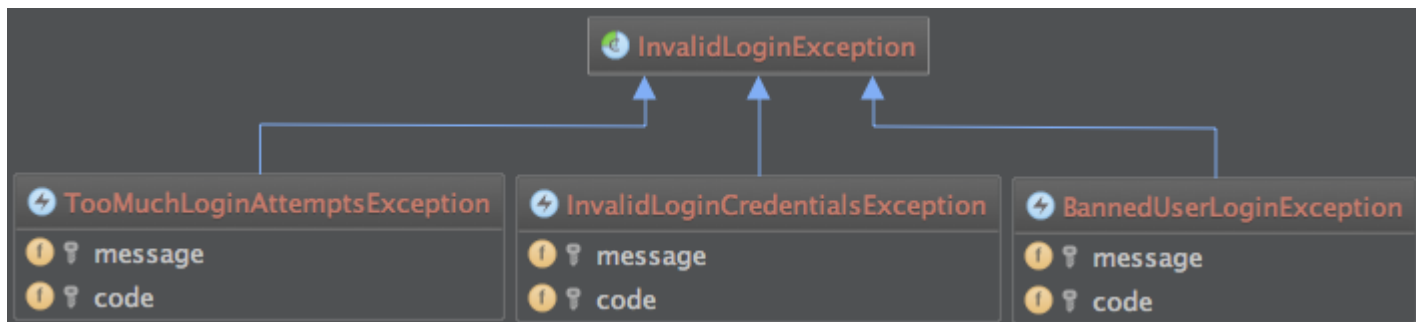 InvalidLoginException
TooMuchLoginAttemptsException
message
code
InvalidLoginCredentialsException
message
code
BannedUserLoginException
message
code